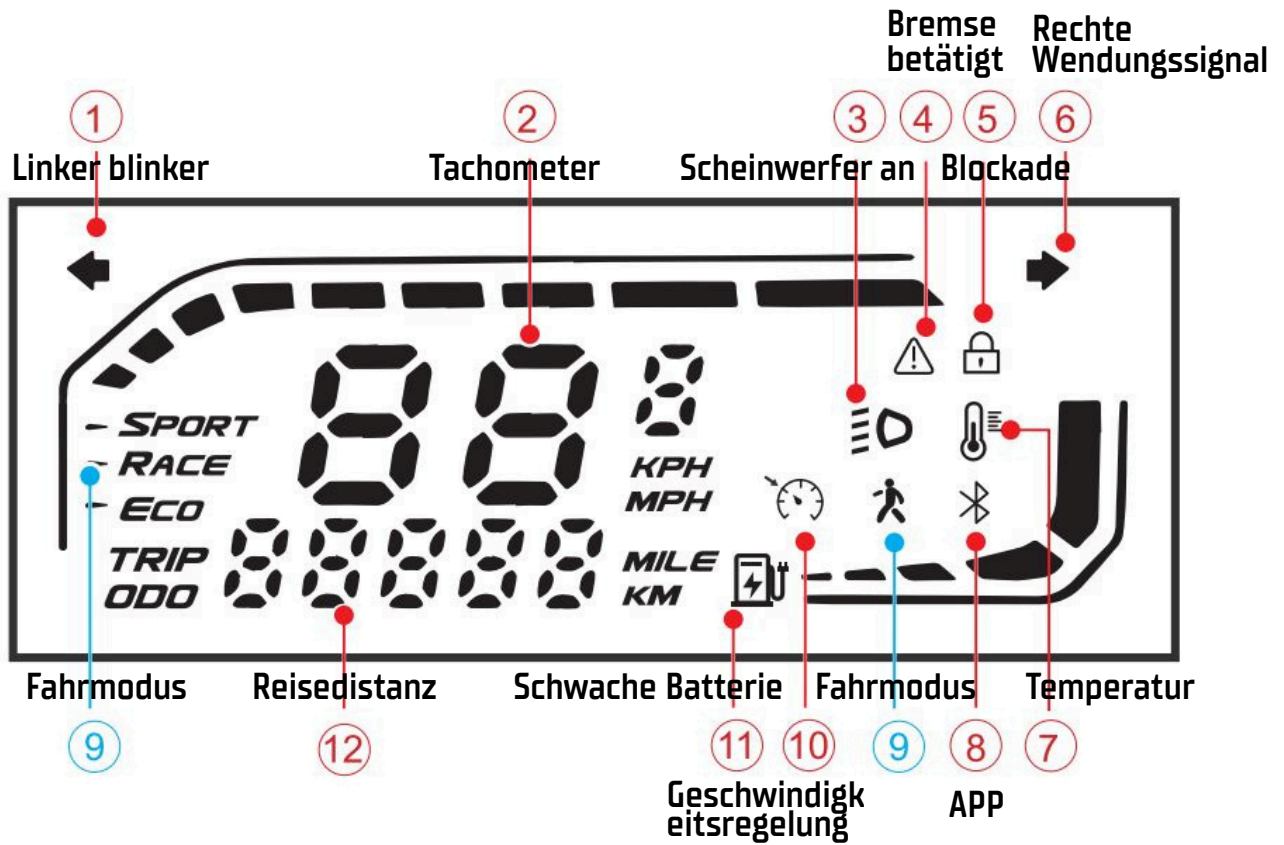 Bremse
betätigt
Rechte
Wendungssignal
1
2
3
4
5
6
Linker blinker
Tachometer
Scheinwerfer an
Blockade
88 8
SPORT
RACE
ECO
KPH
MPH
TRIP
ODO
88888
MILE
KM
Fahrmodus
Reisedistanz
Schwache Batterie
Fahrmodus
Temperatur
9
12
11
10
9
8
7
Geschwindigk
eitsregelung
APP